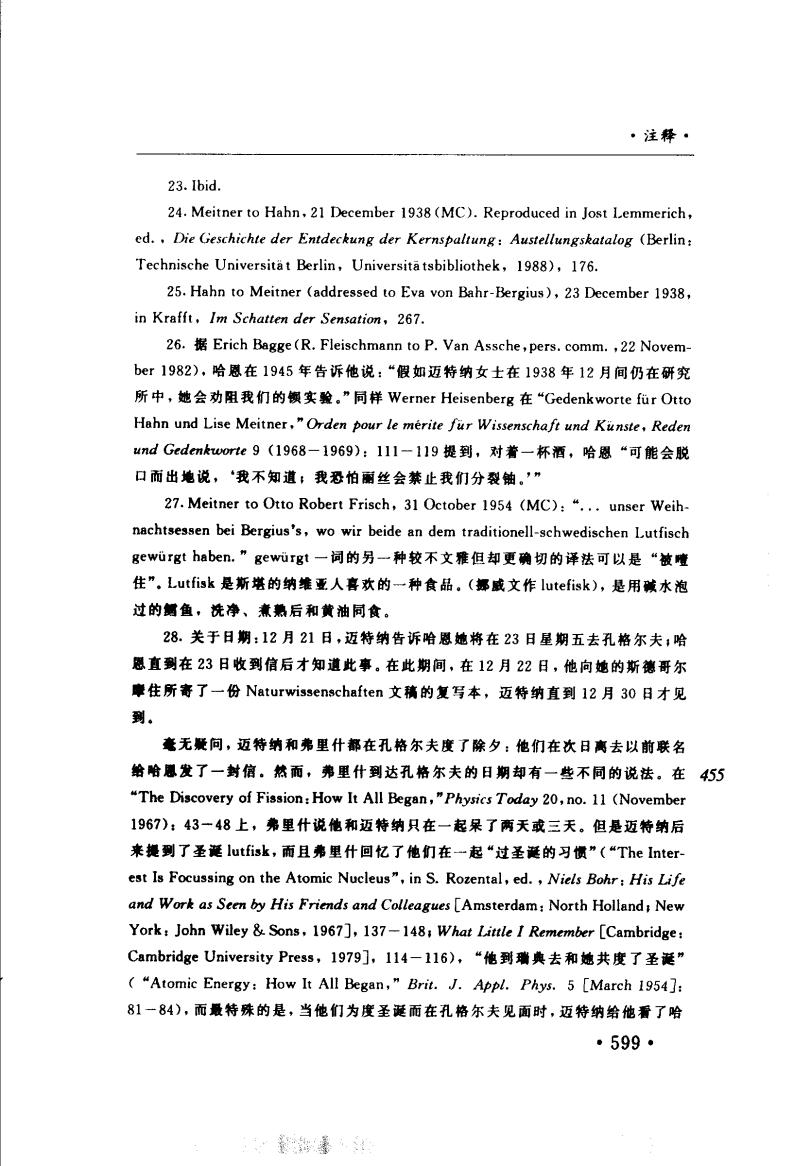 ·注释·
23. Ibid.
24. Meitner to Hahn, 21 December 1938 (MC). Reproduced in Jost Lemmerich,
ed. , Die Geschichte der Entdeckung der Kernspaltung: Austellungskatalog (Berlin:
Technische Universität Berlin, Universitätsbibliothek, 1988), 176.
25. Hahn to Meitner (addressed to Eva von Bahr-Bergius), 23 December 1938,
in Krafft, Im Schatten der Sensation, 267.
26. 据 Erich Bagge(R. Fleischmann to P. Van Assche,pers. comm. ,22 Novem-
ber 1982), 哈恩在 1945 年告诉他说:“假如迈特纳女士在 1938 年 12 月间仍在研究
所中,她会劝阻我们的钡实验。”同样 Werner Heisenberg 在 “Gedenkworte für Otto
Hahn und Lise Meitner,” Orden pour le mérite für Wissenschaft und Künste, Reden
und Gedenkworte 9 (1968－1969): 111－119 提到, 对着一杯酒, 哈恩 “可能会脱
口而出地说, ‘我不知道; 我恐怕丽丝会禁止我们分裂铀。’”
27. Meitner to Otto Robert Frisch, 31 October 1954 (MC): “... unser Weih-
nachtsessen bei Bergius's, wo wir beide an dem traditionell-schwedischen Lutfisch
gewürgt haben. ” gewürgt 一词的另一种较不文雅但却更确切的译法可以是 “被噎
住”。Lutfisk 是斯堪的纳维亚人喜欢的一种食品。(挪威文作 lutefisk), 是用碱水泡
过的鳕鱼, 洗净、煮熟后和黄油同食。
28. 关于日期:12 月 21 日,迈特纳告诉哈恩她将在 23 日星期五去孔格尔夫;哈
恩直到在 23 日收到信后才知道此事。在此期间, 在 12 月 22 日, 他向她的斯德哥尔
摩住所寄了一份 Naturwissenschaften 文稿的复写本, 迈特纳直到 12 月 30 日才见
到。
毫无疑问, 迈特纳和弗里什都在孔格尔夫度了除夕; 他们在次日离去以前联名
给哈恩发了一封信。然而, 弗里什到达孔格尔夫的日期却有一些不同的说法。在
455
“The Discovery of Fission: How It All Began,” Physics Today 20, no. 11 (November
1967): 43－48 上, 弗里什说他和迈特纳只在一起呆了两天或三天。但是迈特纳后
来提到了圣诞 lutfisk, 而且弗里什回忆了他们在一起“过圣诞的习惯”(“The Inter-
est Is Focussing on the Atomic Nucleus”, in S. Rozental, ed. , Niels Bohr: His Life
and Work as Seen by His Friends and Colleagues [Amsterdam: North Holland; New
York: John Wiley & Sons, 1967], 137－148; What Little I Remember [Cambridge:
Cambridge University Press, 1979], 114－116), “他到瑞典去和她共度了圣诞”
( “Atomic Energy: How It All Began,” Brit. J. Appl. Phys. 5 [March 1954]:
81－84), 而最特殊的是, 当他们为度圣诞而在孔格尔夫见面时, 迈特纳给他看了哈
·599·